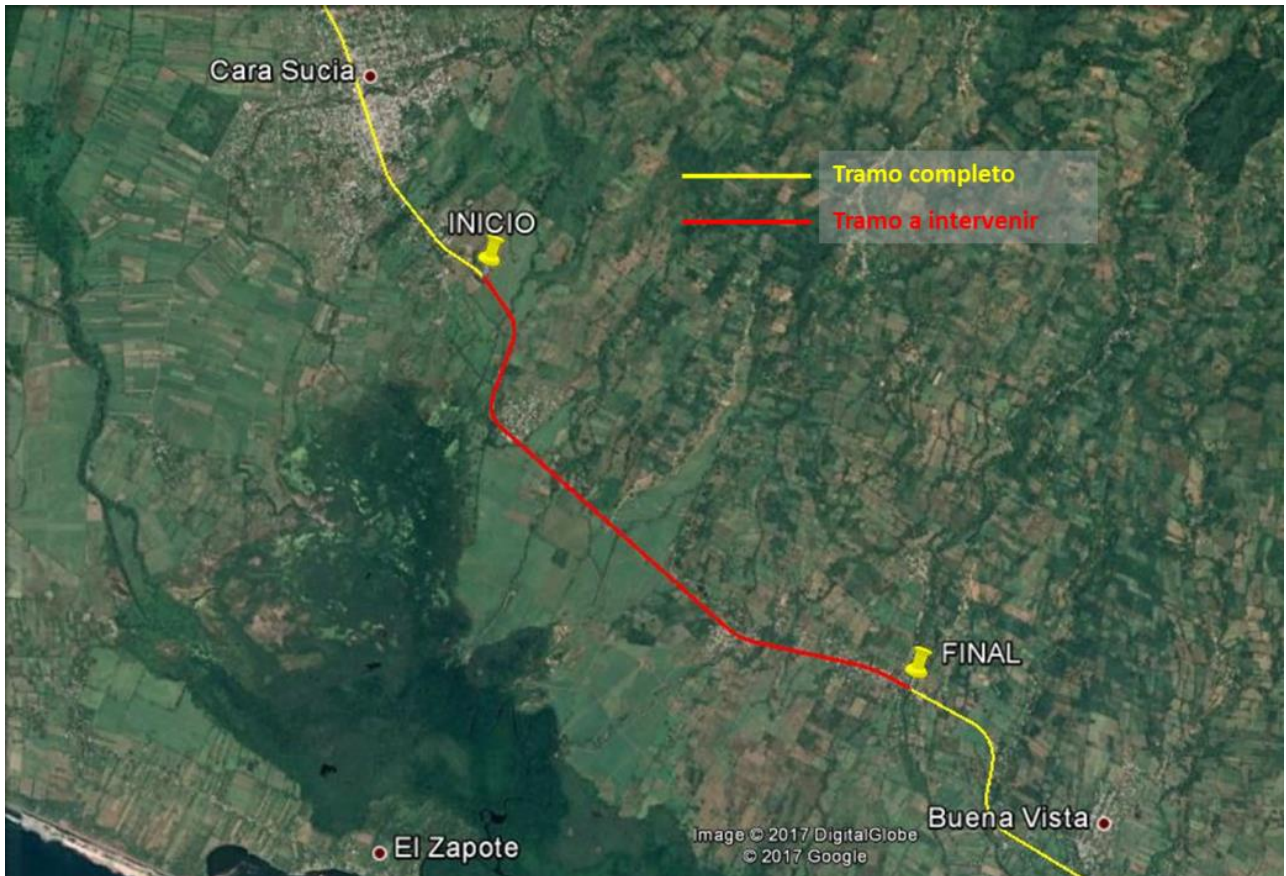 Cara Sucia
Tramo completo
INICIO
Tramo a intervenir
FINAL
Buena Vista
Image © 2017 DigitalGlobe
© 2017 Google
El Zapote